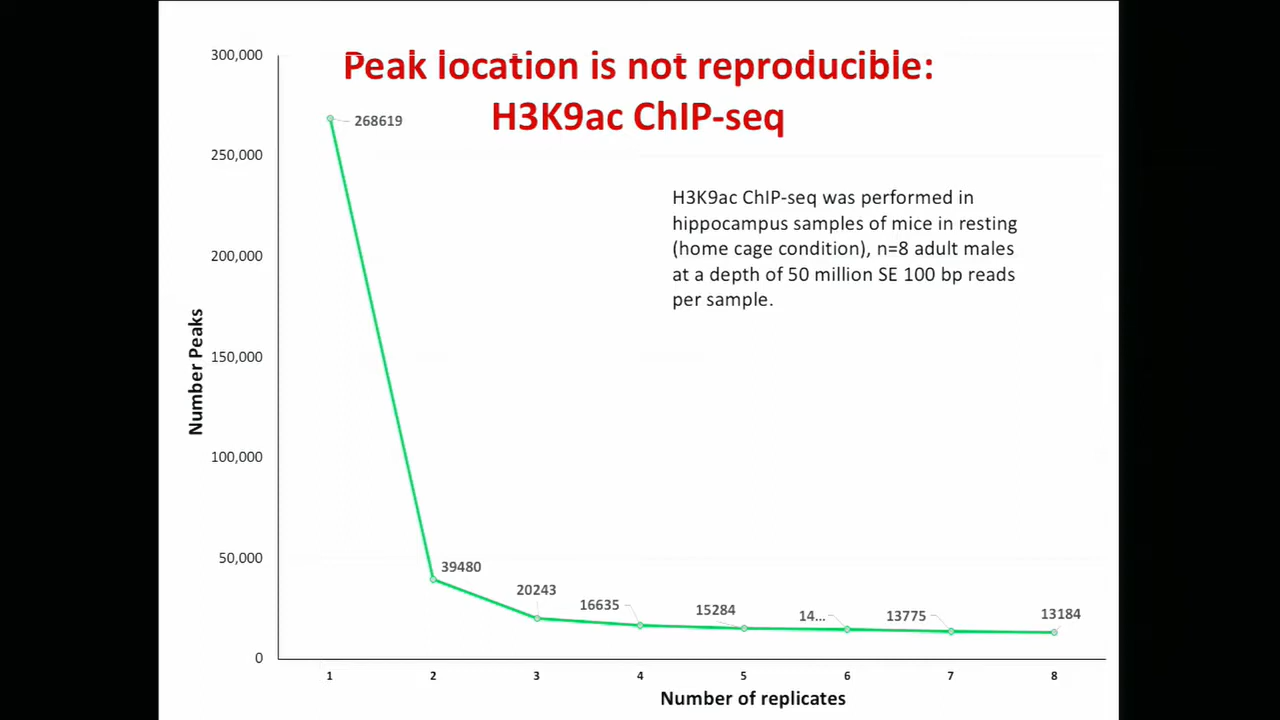 Peak location is not reproducible:
H3K9ac ChIP-seq
H3K9ac ChIP-seq was performed in
hippocampus samples of mice in resting
(home cage condition), n=8 adult males
at a depth of 50 million SE 100 bp reads
per sample.
Number Peaks
300,000
250,000
200,000
150,000
100,000
50,000
0
268619
39480
20243
16635
15284
14...
13775
13184
1 2 3 4 5 6 7 8
Number of replicates